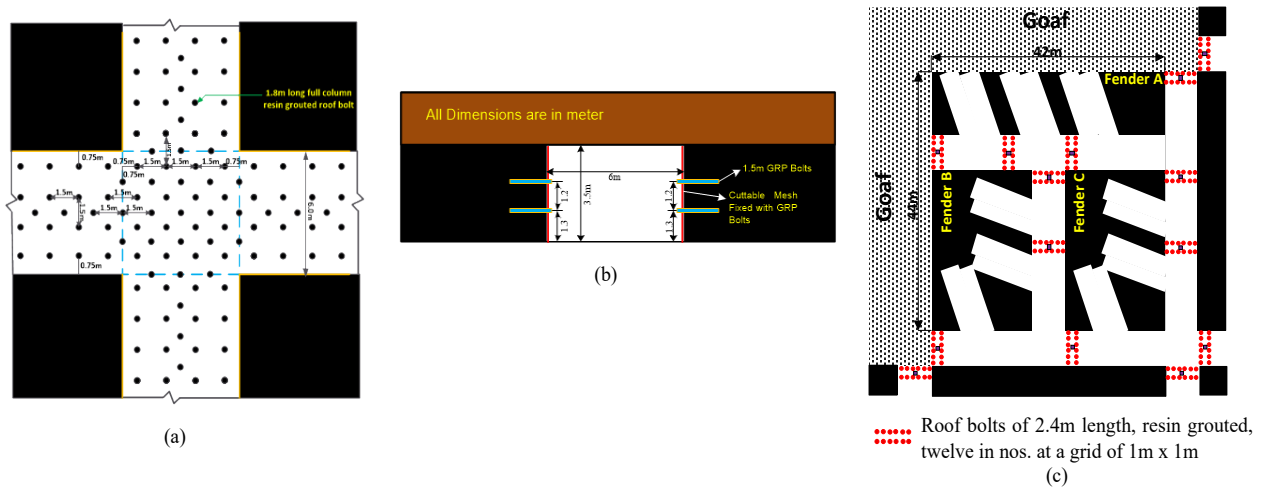 1.8m long full column
resin grouted roof bolt
0.75m
1.5m
0.75m
1.5m
1.5m
1.5m
0.75m
0.75m
1.5m
1.5m
1.5m
1.5m
6.0m
0.75m
(a)
All Dimensions are in meter
6m
3.5m
1.2
1.3
1.2
1.3
1.5m GRP Bolts
Cuttable Mesh
Fixed with GRP
Bolts
(b)
Goaf
42m
Fender A
Goaf
Fender B
Fender C
Roof bolts of 2.4m length, resin grouted,
twelve in nos. at a grid of 1m x 1m
(c)